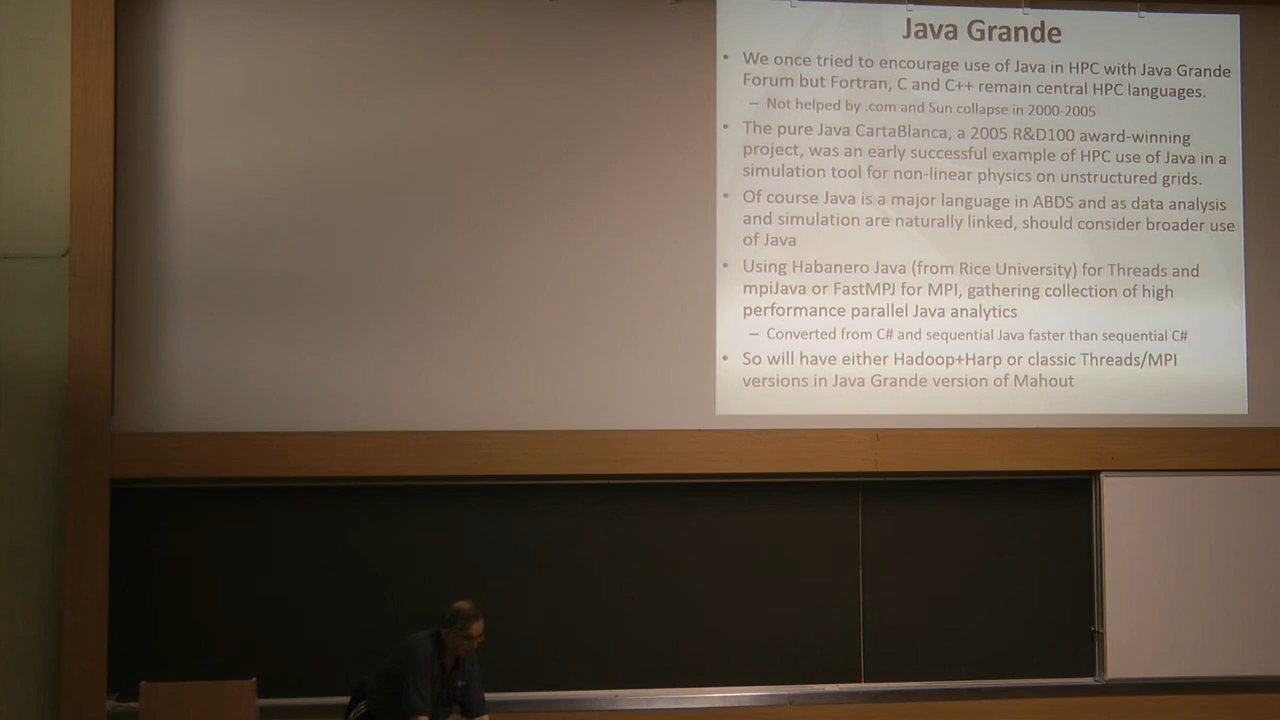 Java Grande
• We once tried to encourage use of Java in HPC with Java Grande
Forum but Fortran, C and C++ remain central HPC languages.
– Not helped by .com and Sun collapse in 2000-2005
• The pure Java CartaBlanca, a 2005 R&D100 award-winning
project, was an early successful example of HPC use of Java in a
simulation tool for non-linear physics on unstructured grids.
• Of course Java is a major language in ABDS and as data analysis
and simulation are naturally linked, should consider broader use
of Java
• Using Habanero Java (from Rice University) for Threads and
mpiJava or FastMPJ for MPI, gathering collection of high
performance parallel Java analytics
– Converted from C# and sequential Java faster than sequential C#
• So will have either Hadoop+Harp or classic Threads/MPI
versions in Java Grande version of Mahout